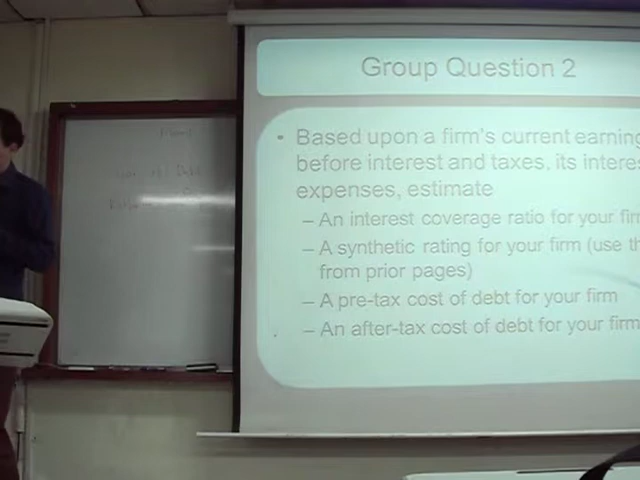 Group Question 2
• Based upon a firm's current earning
before interest and taxes, its intere
expenses, estimate
– An interest coverage ratio for your firm
– A synthetic rating for your firm (use th
from prior pages)
– A pre-tax cost of debt for your firm
– An after-tax cost of debt for your firm